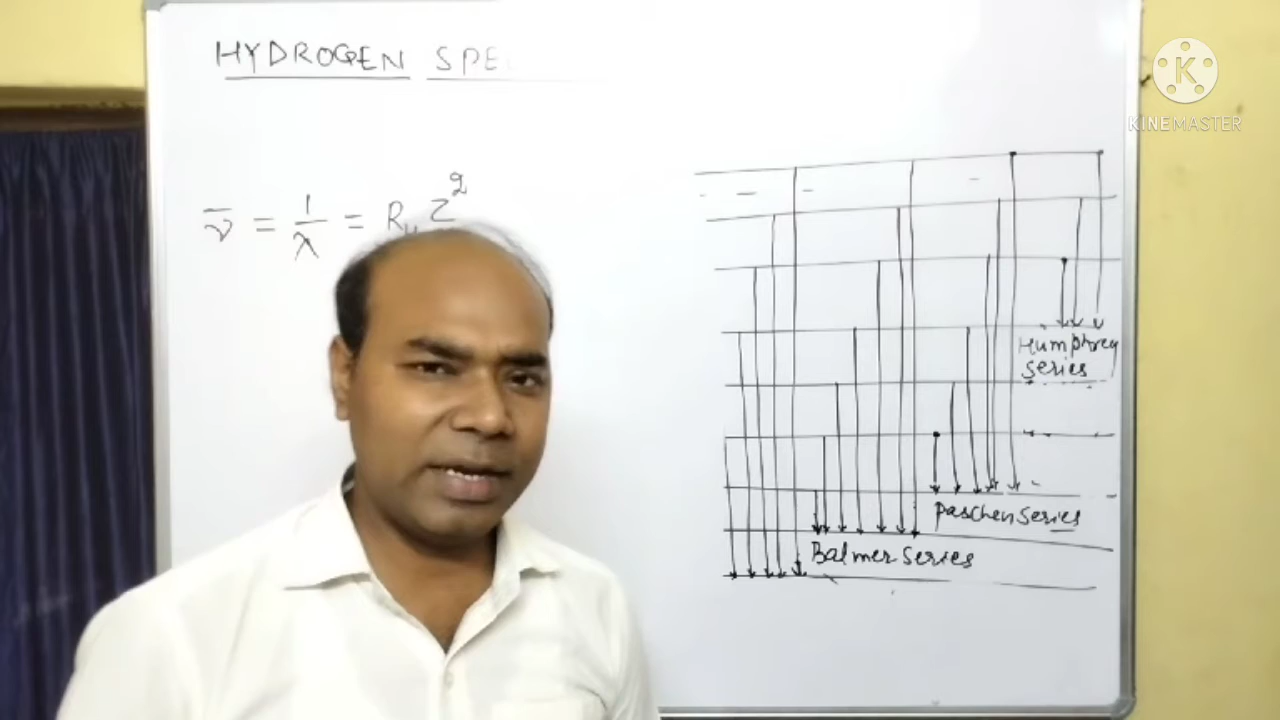 HYDROGEN SPE
ν̅ = 1/λ = R_H Z²
K
KINEMASTER
Humphrey
series
Paschen series
Balmer series